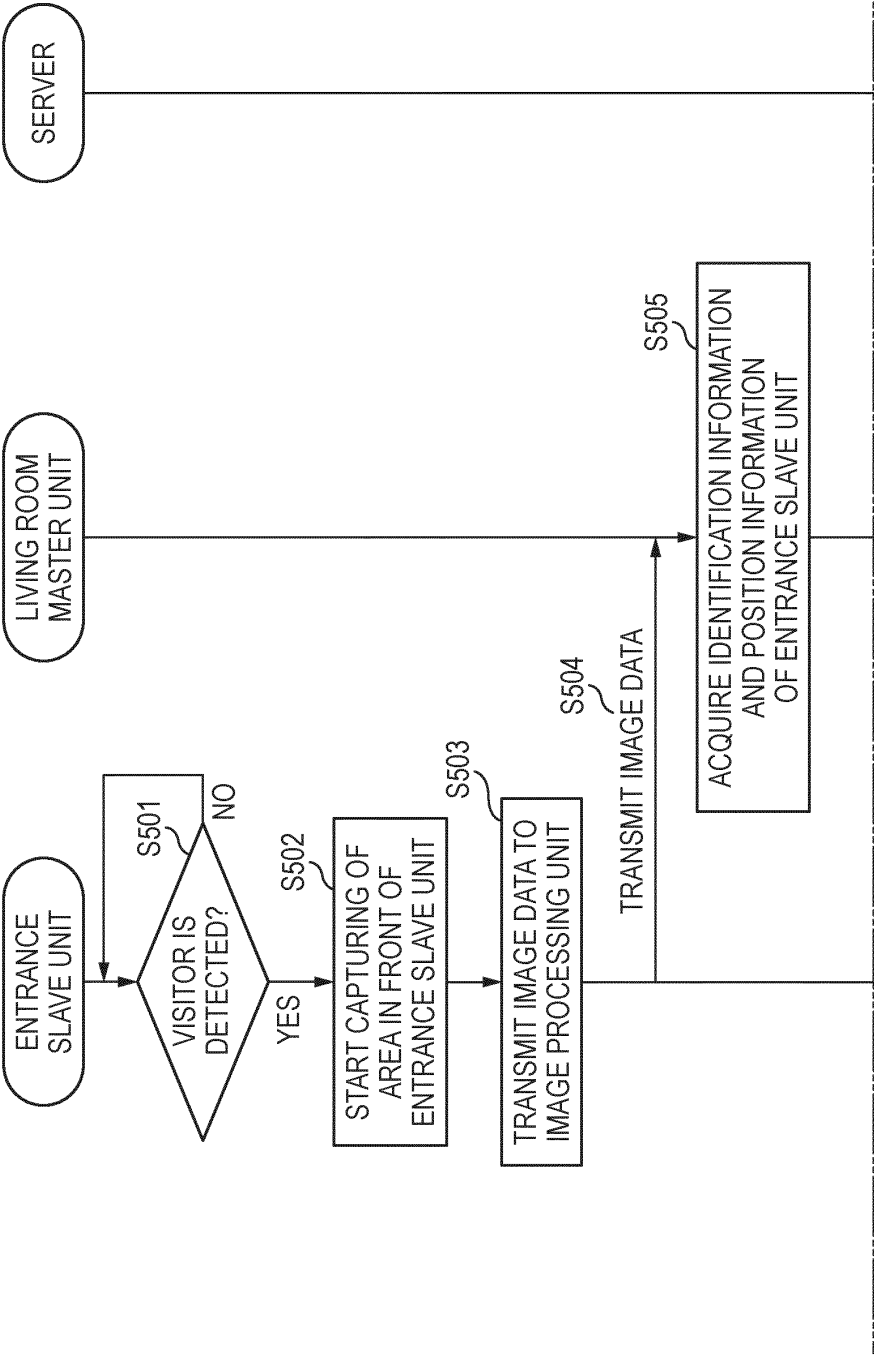 ENTRANCE
SLAVE UNIT
LIVING ROOM
MASTER UNIT
SERVER
S501
VISITOR IS
DETECTED?
NO
YES
S502
START CAPTURING OF
AREA IN FRONT OF
ENTRANCE SLAVE UNIT
S503
TRANSMIT IMAGE DATA TO
IMAGE PROCESSING UNIT
S504
TRANSMIT IMAGE DATA
S505
ACQUIRE IDENTIFICATION INFORMATION
AND POSITION INFORMATION
OF ENTRANCE SLAVE UNIT